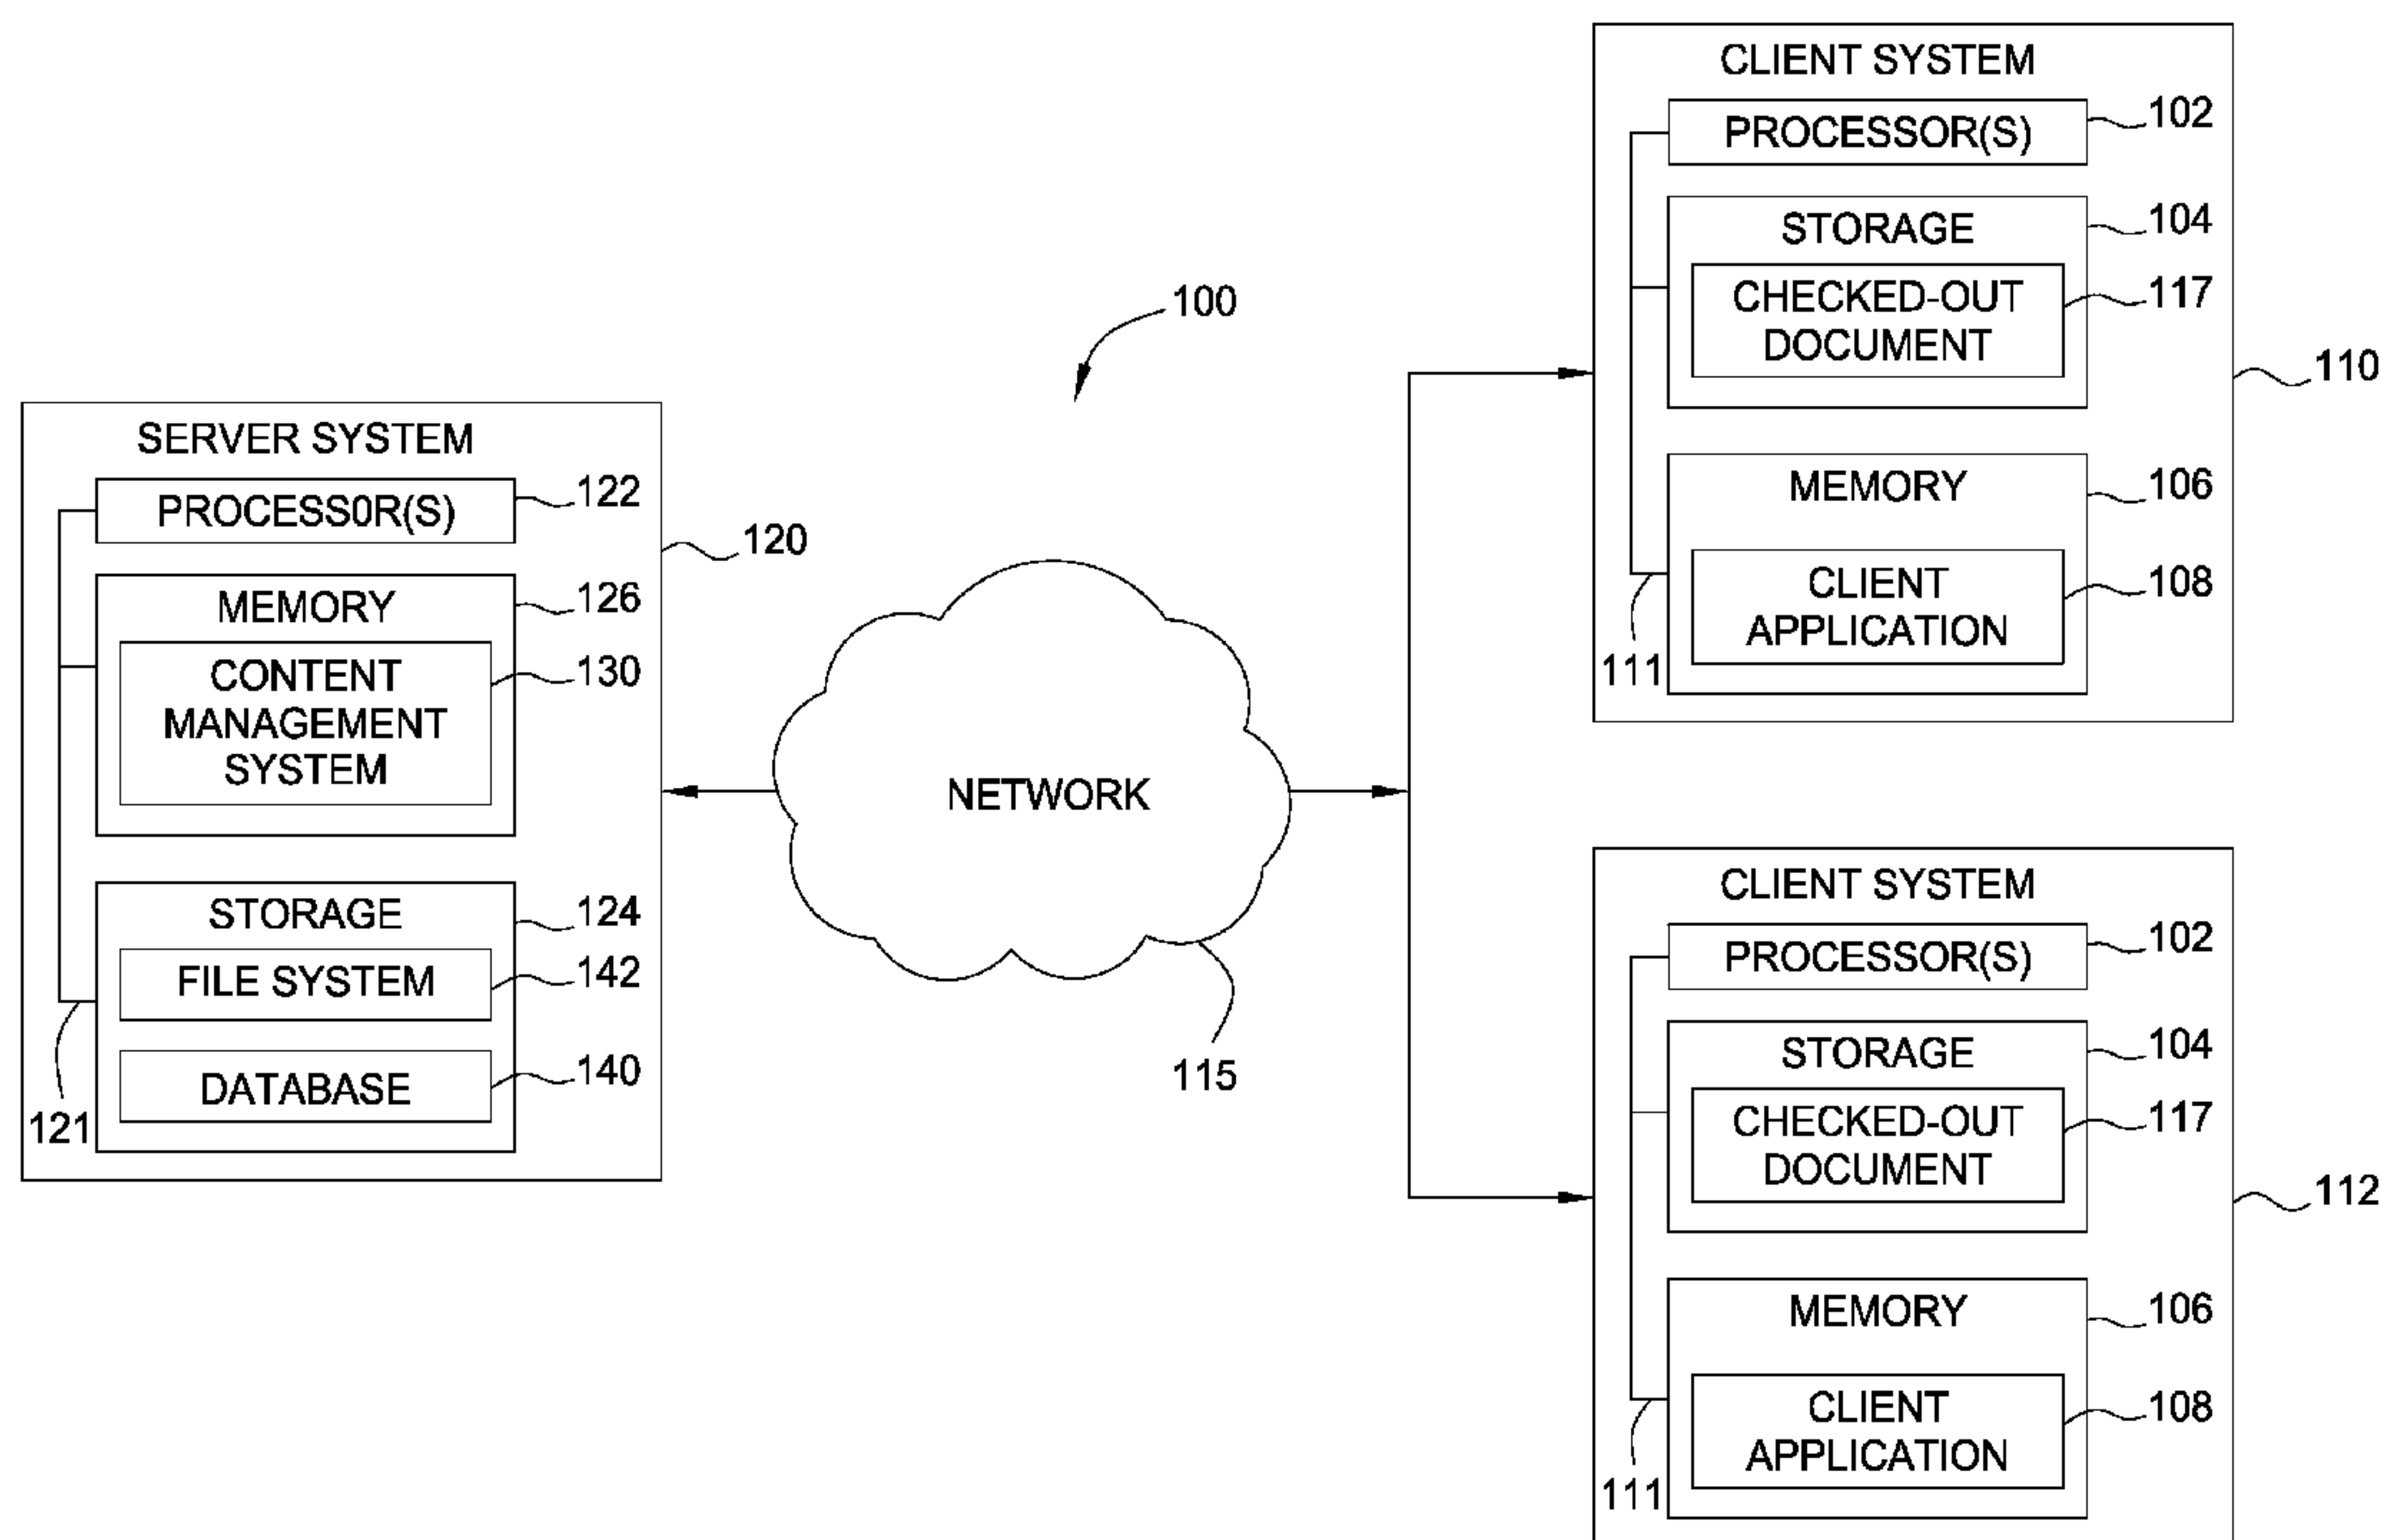 100
SERVER SYSTEM
PROCESS0R(S)
122
120
MEMORY
126
CONTENT
MANAGEMENT
SYSTEM
130
STORAGE
124
FILE SYSTEM
142
DATABASE
140
121
NETWORK
115
CLIENT SYSTEM
PROCESSOR(S)
102
STORAGE
104
CHECKED-OUT
DOCUMENT
117
110
MEMORY
106
CLIENT
APPLICATION
108
111
CLIENT SYSTEM
PROCESSOR(S)
102
STORAGE
104
CHECKED-OUT
DOCUMENT
117
112
MEMORY
106
CLIENT
APPLICATION
108
111